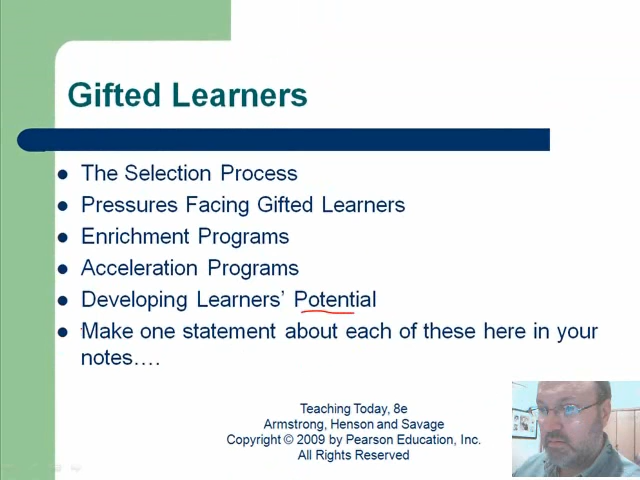 Gifted Learners
The Selection Process
Pressures Facing Gifted Learners
Enrichment Programs
Acceleration Programs
Developing Learners' Potential
Make one statement about each of these here in your
notes….
Teaching Today, 8e
Armstrong, Henson and Savage
Copyright © 2009 by Pearson Education, Inc.
All Rights Reserved